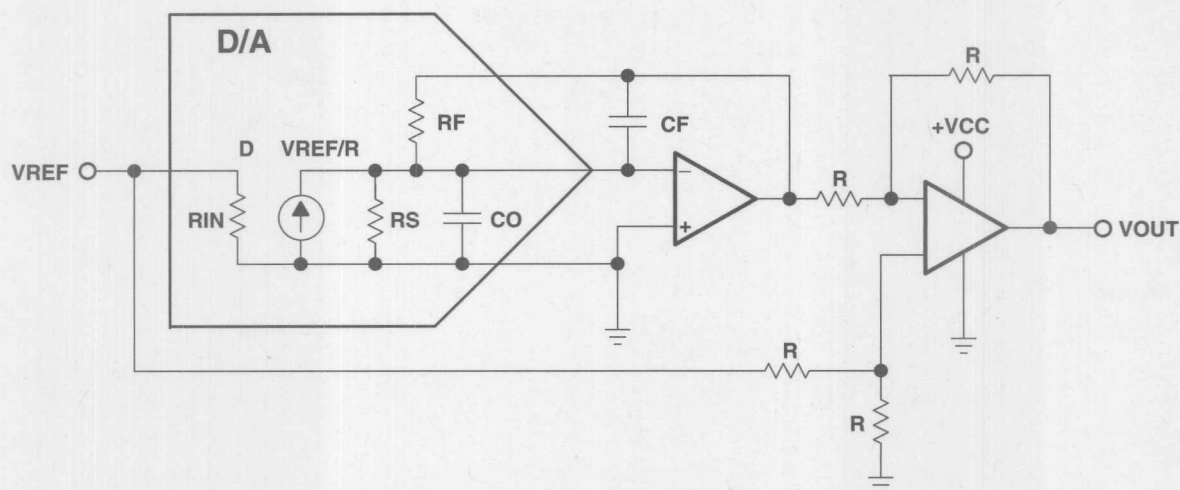 D/A
R
RF
CF
+VCC
D VREF/R
VREF
−
R
RIN
RS
CO
+
VOUT
R
R